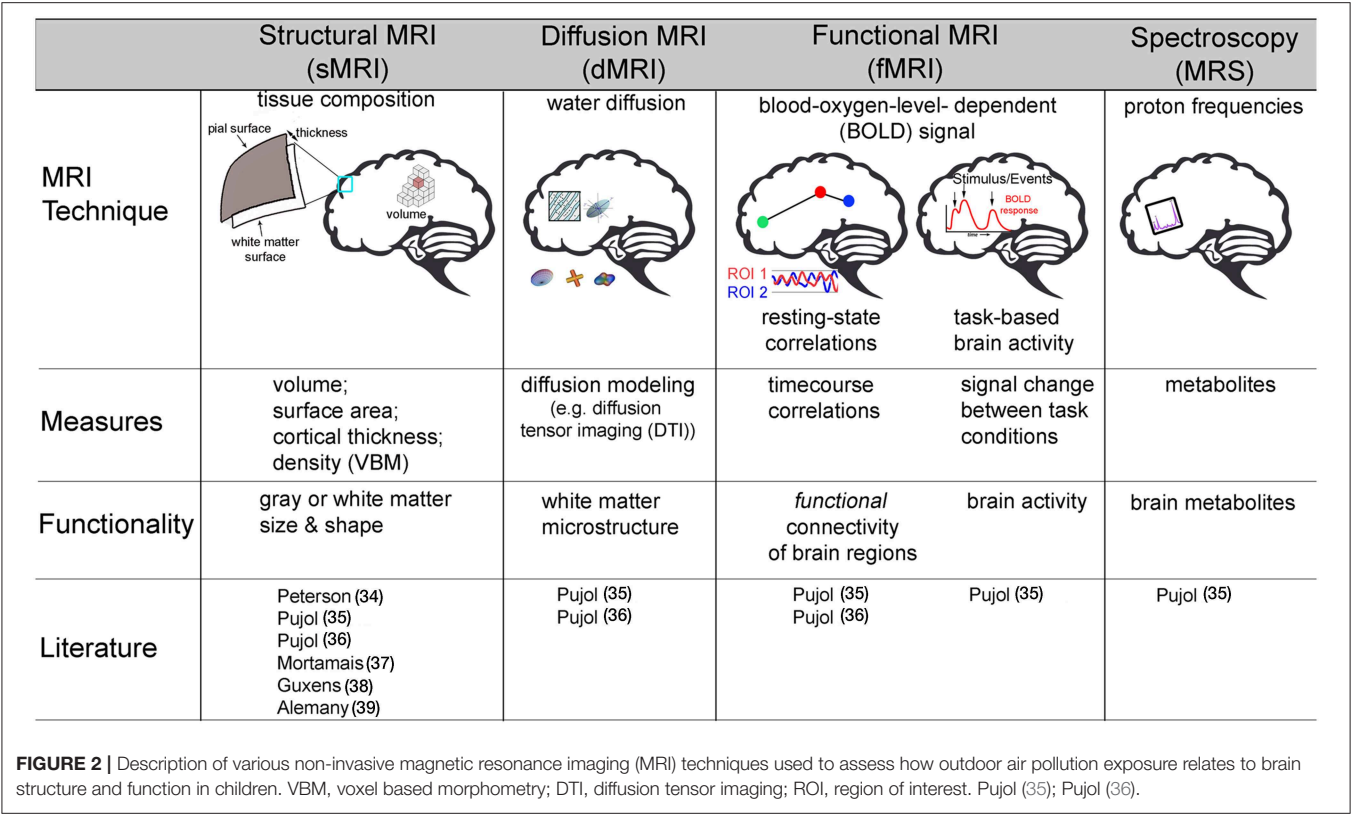 Structural MRI
(sMRI)
Diffusion MRI
(dMRI)
Functional MRI
(fMRI)
Spectroscopy
(MRS)
MRI
Technique
tissue composition
pial surface
thickness
volume
white matter
surface
water diffusion
blood-oxygen-level- dependent
(BOLD) signal
ROI 1
ROI 2
resting-state
correlations
Stimulus/Events
BOLD
response
time
task-based
brain activity
proton frequencies
Measures
volume;
surface area;
cortical thickness;
density (VBM)
diffusion modeling
(e.g. diffusion
tensor imaging (DTI))
timecourse
correlations
signal change
between task
conditions
metabolites
Functionality
gray or white matter
size & shape
white matter
microstructure
functional
connectivity
of brain regions
brain activity
brain metabolites
Literature
Peterson (34)
Pujol (35)
Pujol (36)
Mortamais (37)
Guxens (38)
Alemany (39)
Pujol (35)
Pujol (36)
Pujol (35)
Pujol (36)
Pujol (35)
Pujol (35)
FIGURE 2 | Description of various non-invasive magnetic resonance imaging (MRI) techniques used to assess how outdoor air pollution exposure relates to brain
structure and function in children. VBM, voxel based morphometry; DTI, diffusion tensor imaging; ROI, region of interest. Pujol (35); Pujol (36).